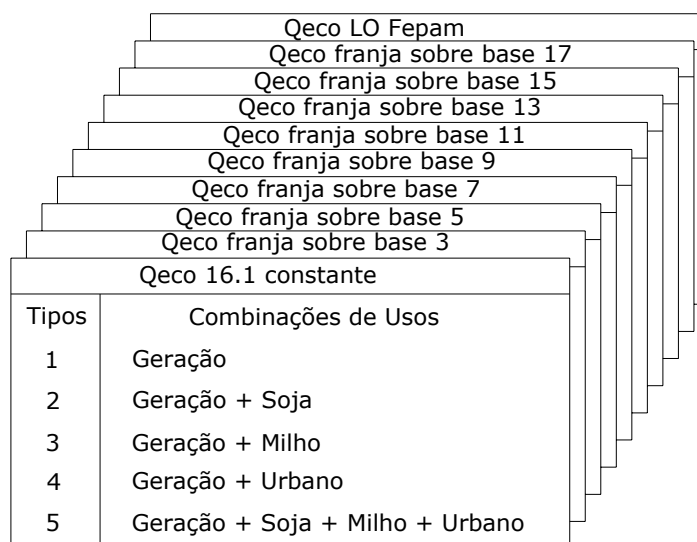 Qeco LO Fepam
Qeco franja sobre base 17
Qeco franja sobre base 15
Qeco franja sobre base 13
Qeco franja sobre base 11
Qeco franja sobre base 9
Qeco franja sobre base 7
Qeco franja sobre base 5
Qeco franja sobre base 3
Qeco 16.1 constante
Tipos Combinações de Usos
1 Geração
2 Geração + Soja
3 Geração + Milho
4 Geração + Urbano
5 Geração + Soja + Milho + Urbano